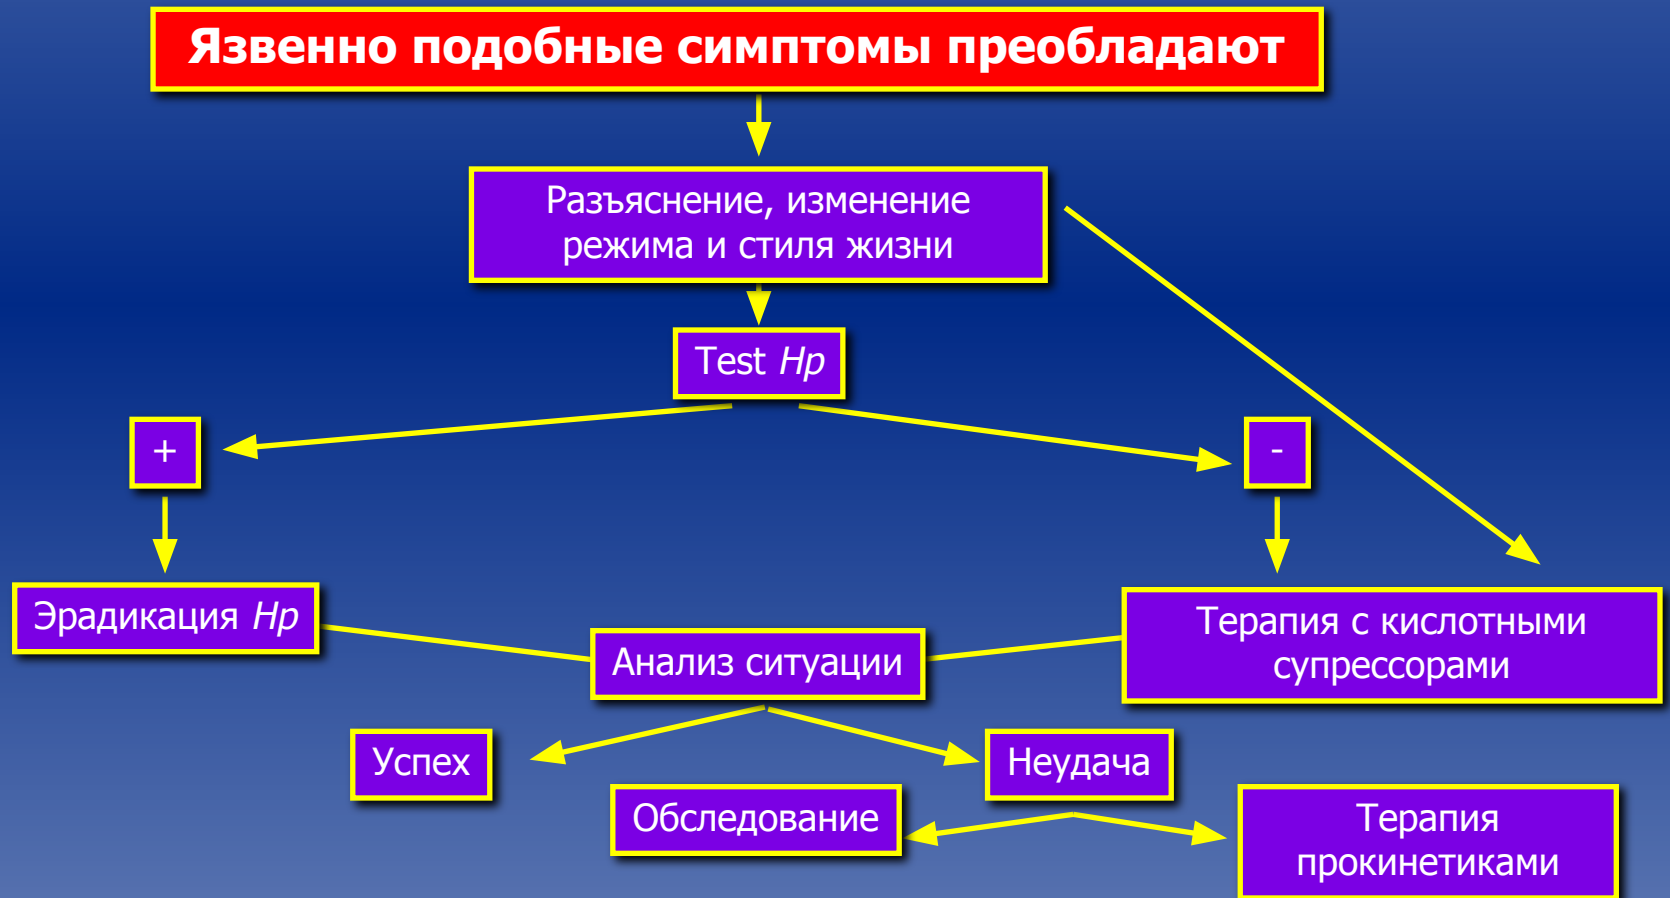 Язвенно подобные симптомы преобладают
Разъяснение, изменение
режима и стиля жизни
Test Hp
+
-
Эрадикация Hp
Анализ ситуации
Терапия с кислотными
супрессорами
Успех
Неудача
Обследование
Терапия
прокинетиками